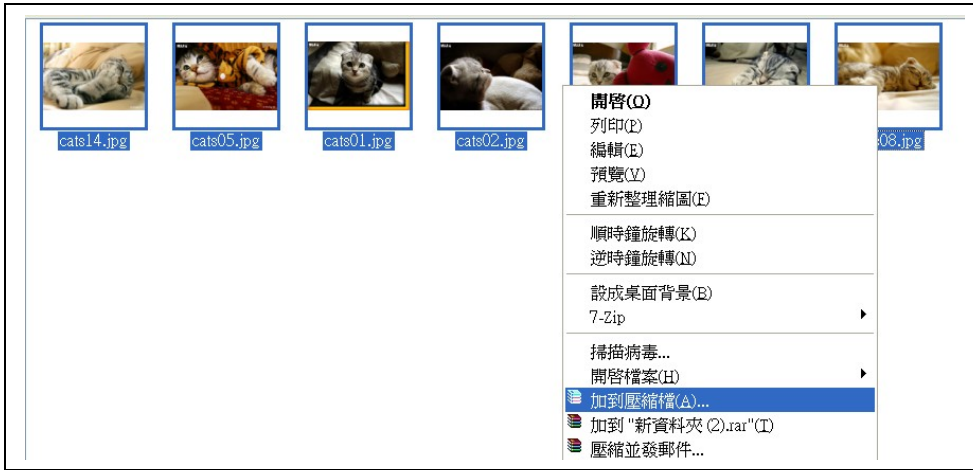 cats14.jpg
cats05.jpg
cats01.jpg
cats02.jpg
08.jpg
開啓(O)
列印(P)
編輯(E)
預覽(V)
重新整理縮圖(F)
順時鐘旋轉(K)
逆時鐘旋轉(N)
設成桌面背景(B)
7-Zip
掃描病毒...
開啓檔案(H)
加到壓縮檔(A)...
加到 "新資料夾 (2).rar"(T)
壓縮並發郵件...